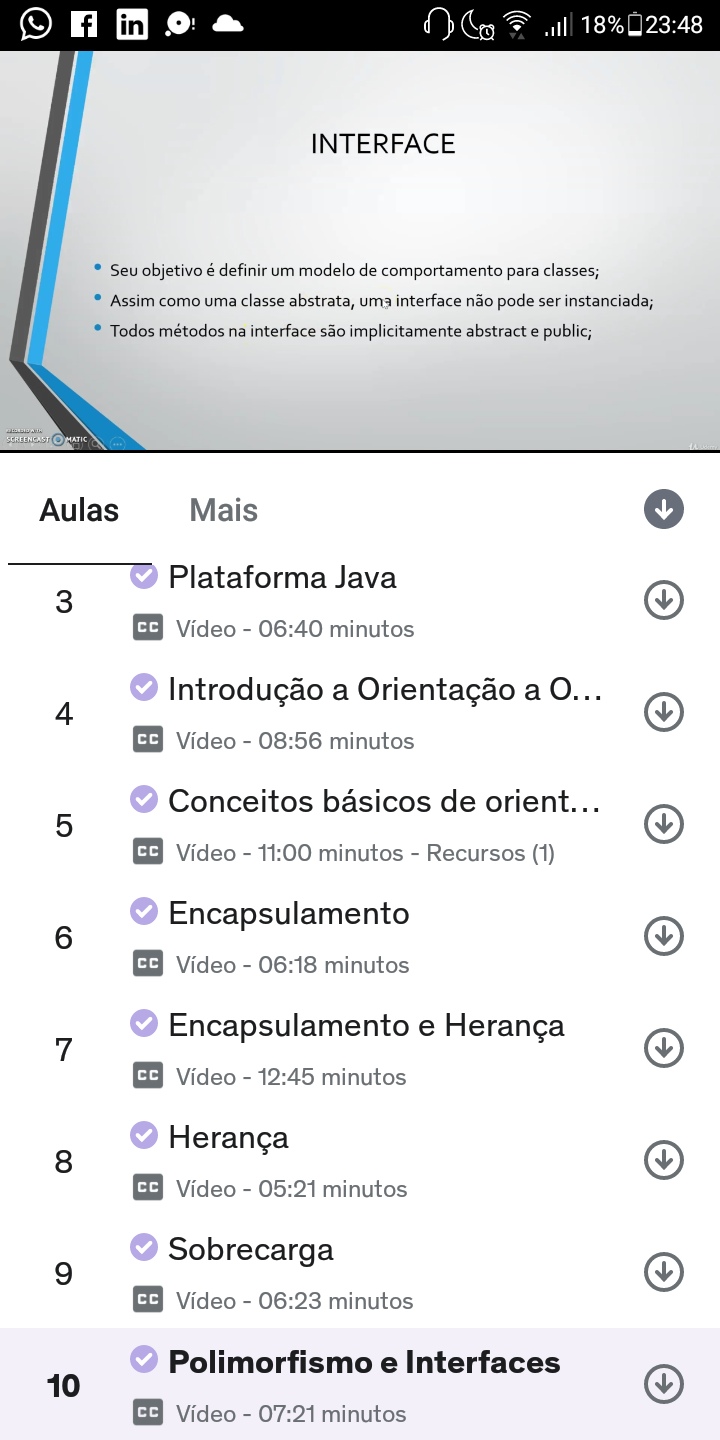 18% 23:48
INTERFACE
Seu objetivo é definir um modelo de comportamento para classes;
Assim como uma classe abstrata, uma interface não pode ser instanciada;
Todos métodos na interface são implicitamente abstract e public;
RECORDED WITH
SCREENCAST MATIC
Aulas Mais
3 Plataforma Java
CC Vídeo - 06:40 minutos
4 Introdução a Orientação a O...
CC Vídeo - 08:56 minutos
5 Conceitos básicos de orient...
CC Vídeo - 11:00 minutos - Recursos (1)
6 Encapsulamento
CC Vídeo - 06:18 minutos
7 Encapsulamento e Herança
CC Vídeo - 12:45 minutos
8 Herança
CC Vídeo - 05:21 minutos
9 Sobrecarga
CC Vídeo - 06:23 minutos
10 Polimorfismo e Interfaces
CC Vídeo - 07:21 minutos